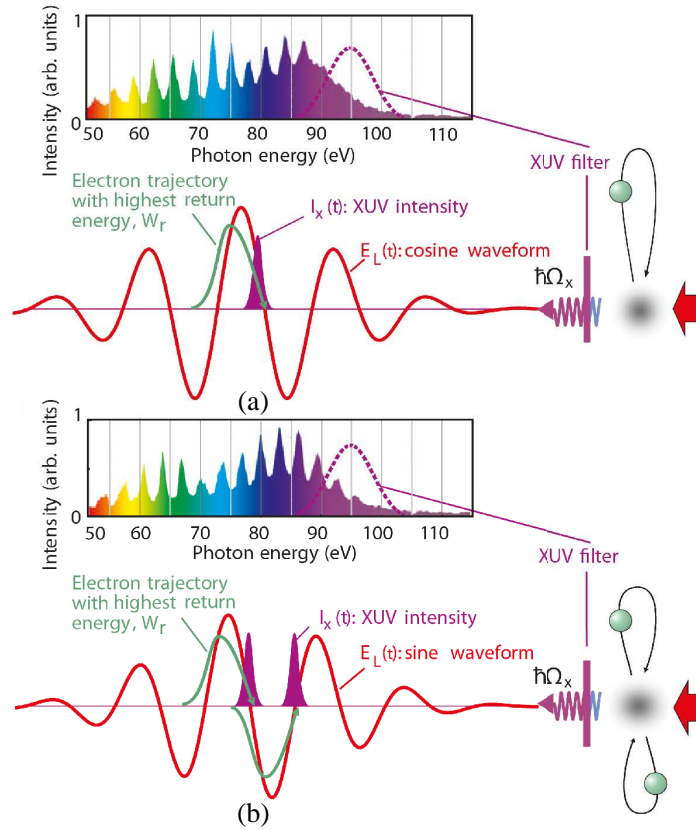 Intensity (arb. units)
1
0
50 60 70 80 90 100 110
Photon energy (eV)
XUV filter
Electron trajectory
with highest return
energy, Wr
Ix(t): XUV intensity
EL(t): cosine waveform
ħΩx
(a)
Intensity (arb. units)
1
0
50 60 70 80 90 100 110
Photon energy (eV)
XUV filter
Electron trajectory
with highest return
energy, Wr
Ix(t): XUV intensity
EL(t): sine waveform
ħΩx
(b)